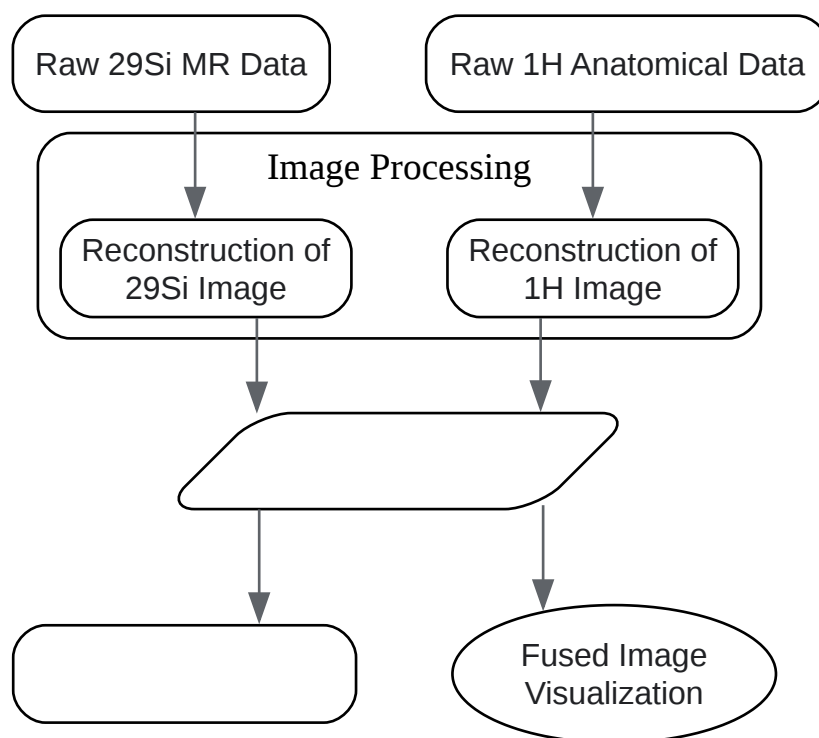 Raw 29Si MR Data
Raw 1H Anatomical Data
Image Processing
Reconstruction of
29Si Image
Reconstruction of
1H Image
Fused Image
Visualization